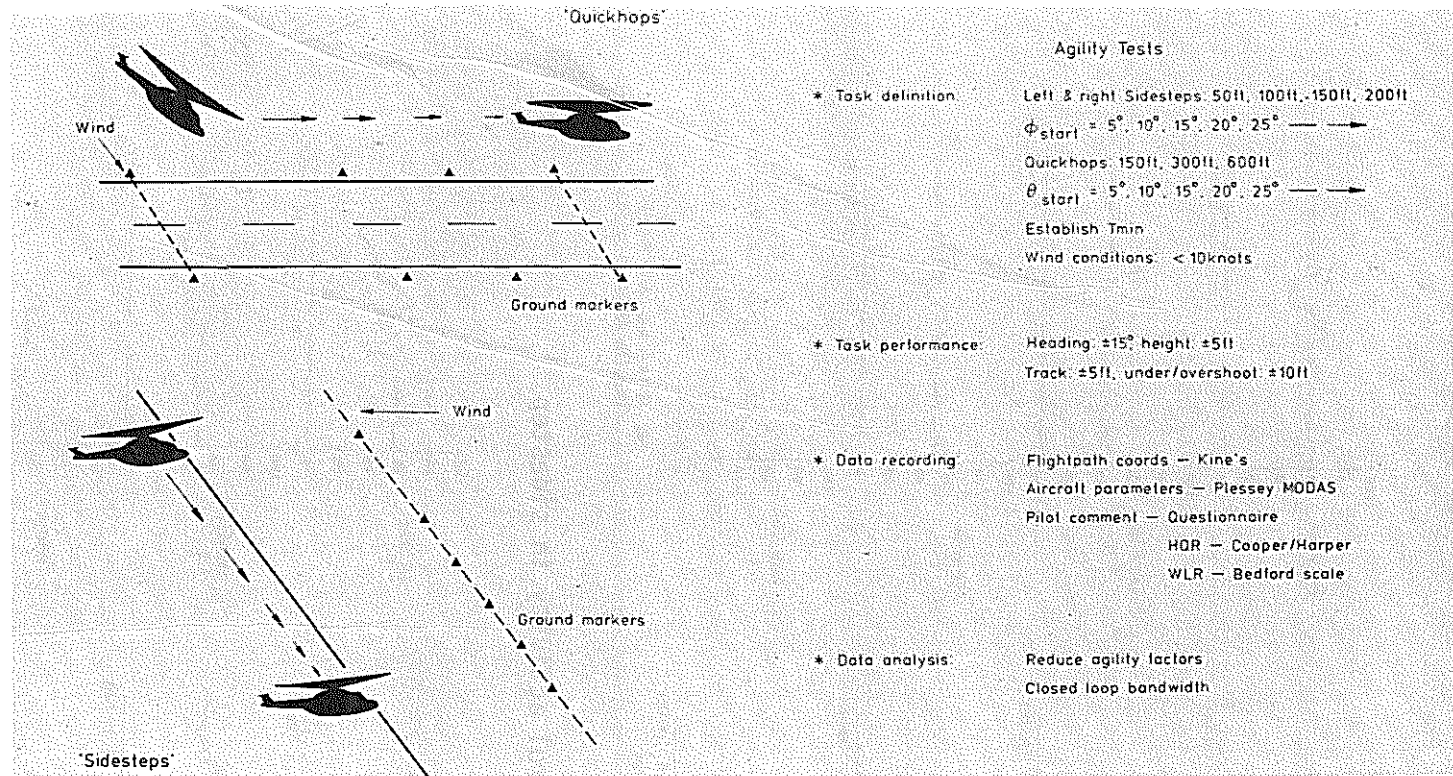 "Quickhops"
Wind
Ground markers
Wind
Ground markers
"Sidesteps"
Agility Tests
* Task definition: Left & right Sidesteps: 50ft, 100ft, 150ft, 200ft
ϕstart = 5°, 10°, 15°, 20°, 25° — — →
Quickhops: 150ft, 300ft, 600ft
θstart = 5°, 10°, 15°, 20°, 25° — — →
Establish Tmin
Wind conditions: < 10knots
* Task performance: Heading: ±15°, height: ±5ft
Track: ±5ft, under/overshoot: ±10ft
* Data recording: Flightpath coords — Kine's
Aircraft parameters — Plessey MODAS
Pilot comment — Questionnaire
HQR — Cooper/Harper
WLR — Bedford scale
* Data analysis: Reduce agility factors
Closed loop bandwidth